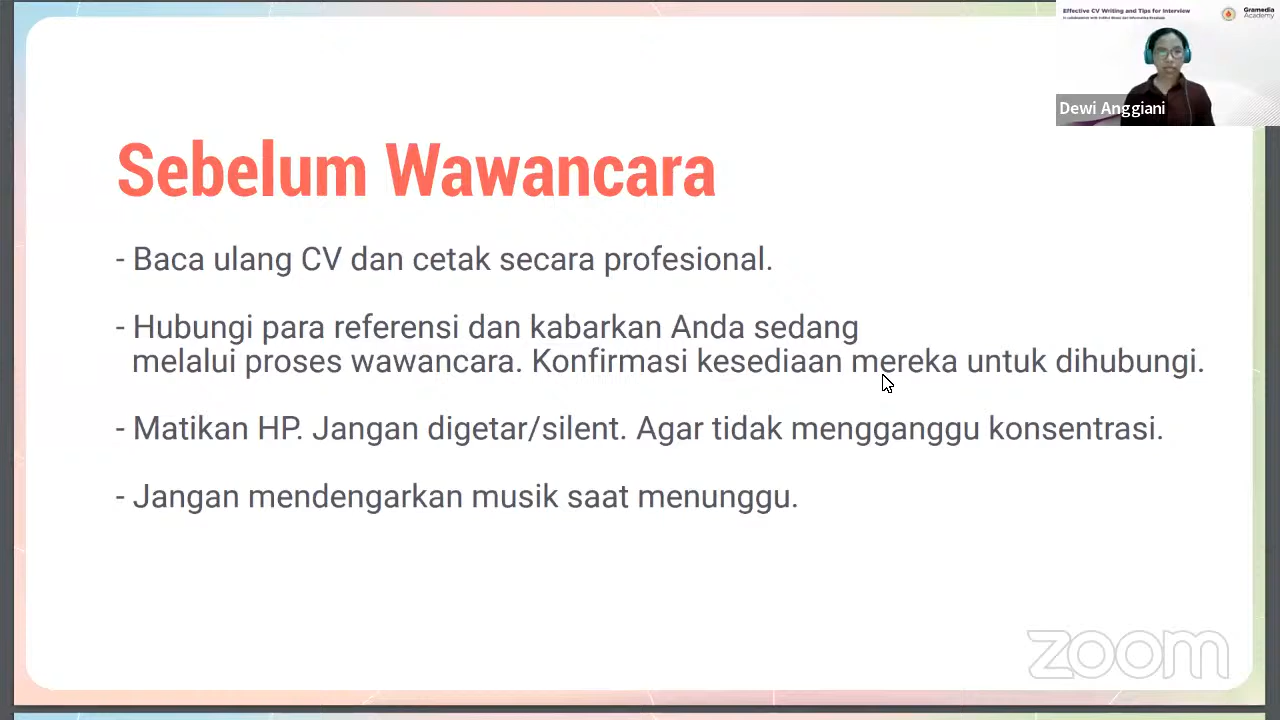 Effective CV Writing and Tips for Interview
Gramedia
Academy
Dewi Anggiani
Sebelum Wawancara
- Baca ulang CV dan cetak secara profesional.
- Hubungi para referensi dan kabarkan Anda sedang
melalui proses wawancara. Konfirmasi kesediaan mereka untuk dihubungi.
- Matikan HP. Jangan digetar/silent. Agar tidak mengganggu konsentrasi.
- Jangan mendengarkan musik saat menunggu.
zoom